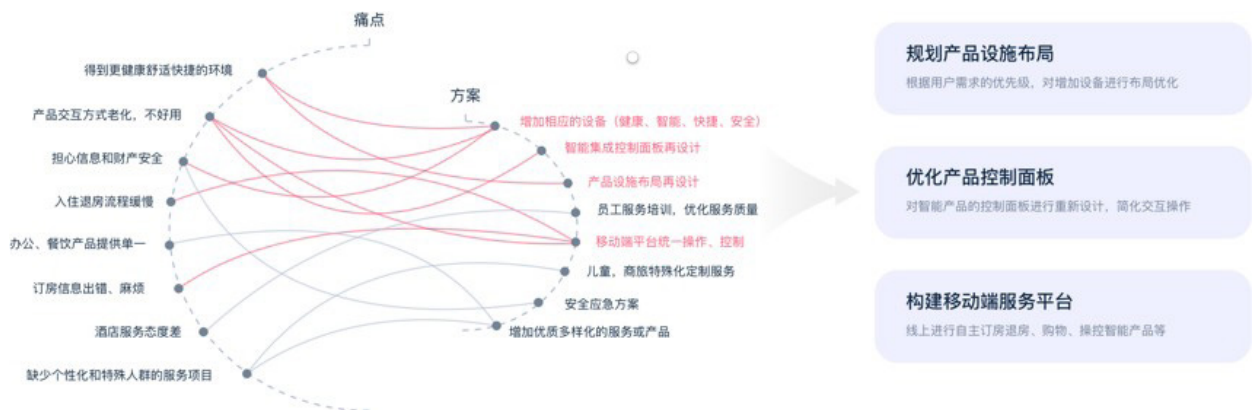 痛点
得到更健康舒适快捷的环境
产品交互方式老化，不好用
担心信息和财产安全
入住退房流程缓慢
办公、餐饮产品提供单一
订房信息出错、麻烦
酒店服务态度差
缺少个性化和特殊人群的服务项目
方案
增加相应的设备（健康、智能、快捷、安全）
智能集成控制面板再设计
产品设施布局再设计
员工服务培训，优化服务质量
移动端平台统一操作、控制
儿童，商旅特殊化定制服务
安全应急方案
增加优质多样化的服务或产品
规划产品设施布局
根据用户需求的优先级，对增加设备进行布局优化
优化产品控制面板
对智能产品的控制面板进行重新设计，简化交互操作
构建移动端服务平台
线上进行自主订房退房、购物、操控智能产品等